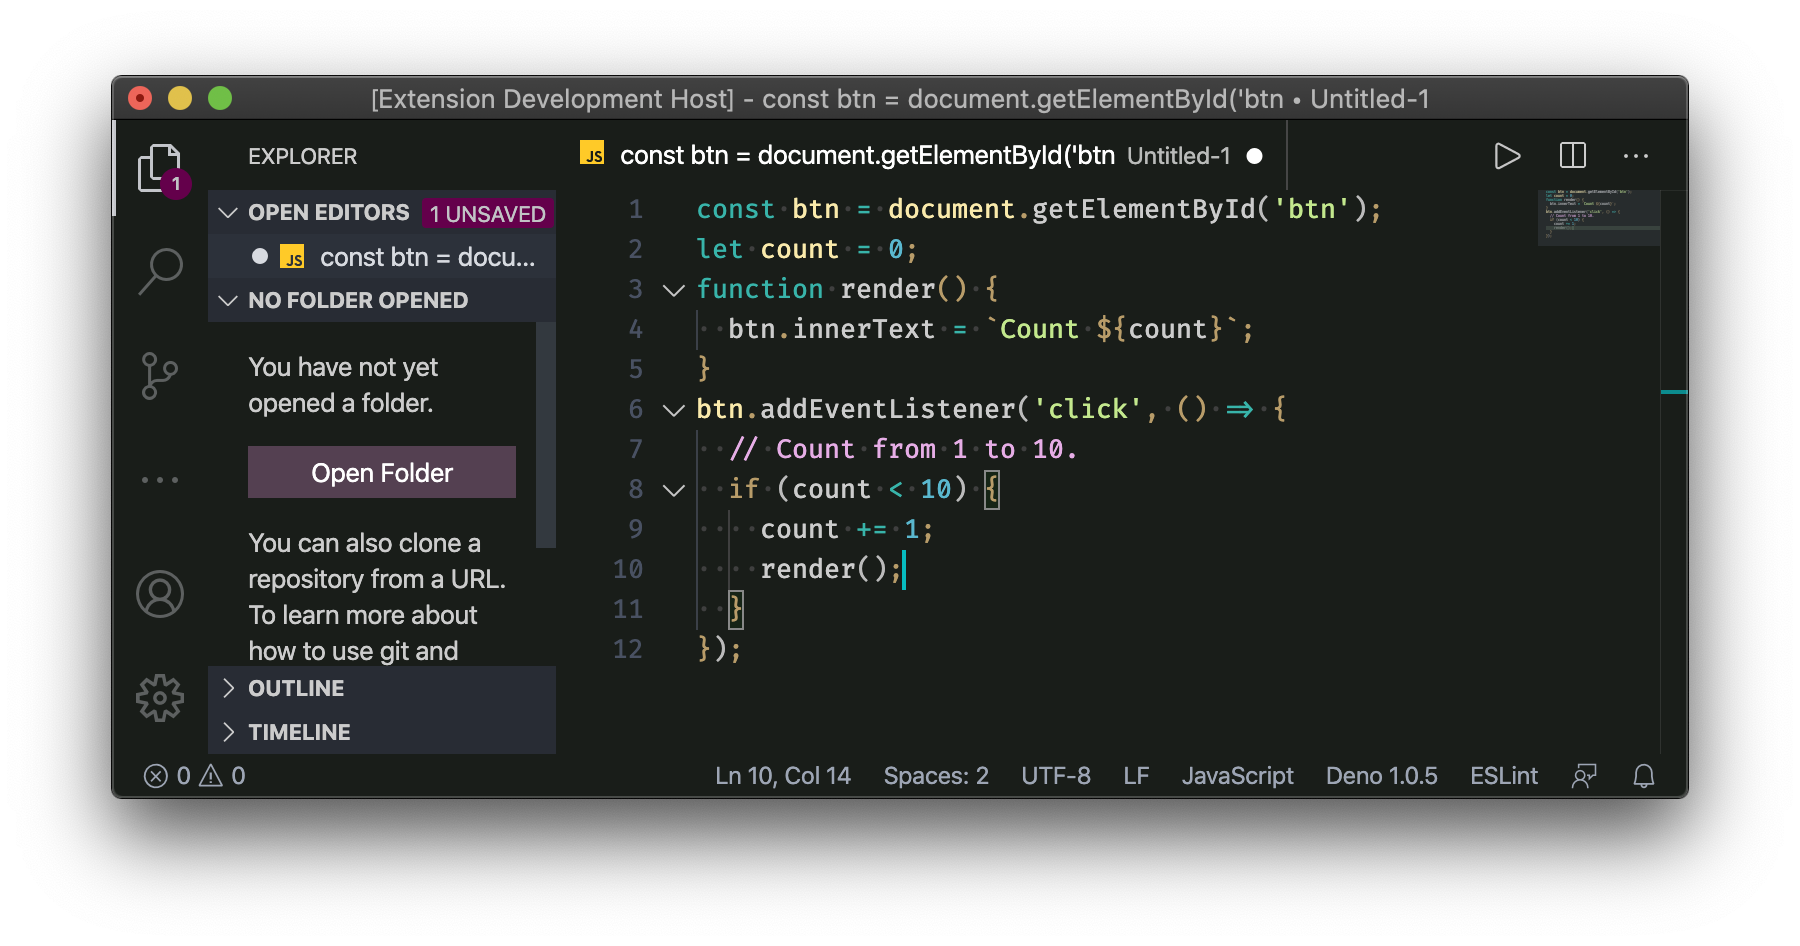 [Extension Development Host] - const btn = document.getElementById('btn • Untitled-1
1
EXPLORER
OPEN EDITORS 1 UNSAVED
JS const btn = docu...
NO FOLDER OPENED
You have not yet
opened a folder.
Open Folder
You can also clone a
repository from a URL.
To learn more about
how to use git and
OUTLINE
TIMELINE
JS const btn = document.getElementById('btn Untitled-1
1 const btn = document.getElementById('btn');
2 let count = 0;
3 function render() {
4 btn.innerText = `Count ${count}`;
5 }
6 btn.addEventListener('click', () => {
7 // Count from 1 to 10.
8 if (count < 10) {
9 count += 1;
10 render();
11 }
12 });
0 0 Ln 10, Col 14 Spaces: 2 UTF-8 LF JavaScript Deno 1.0.5 ESLint